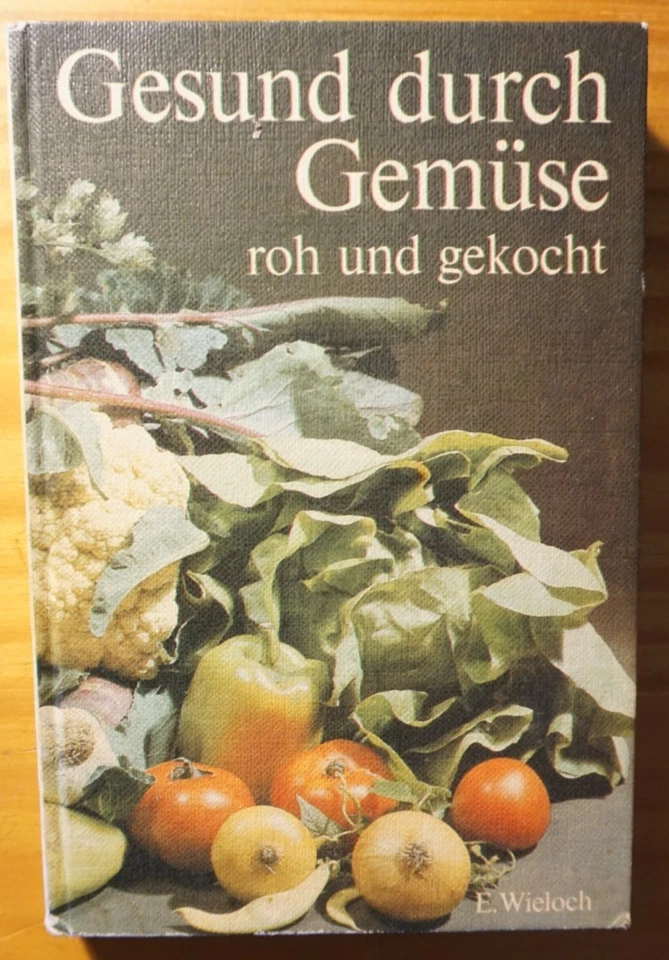 Gesund durch
Gemüse
roh und gekocht
E. Wieloch